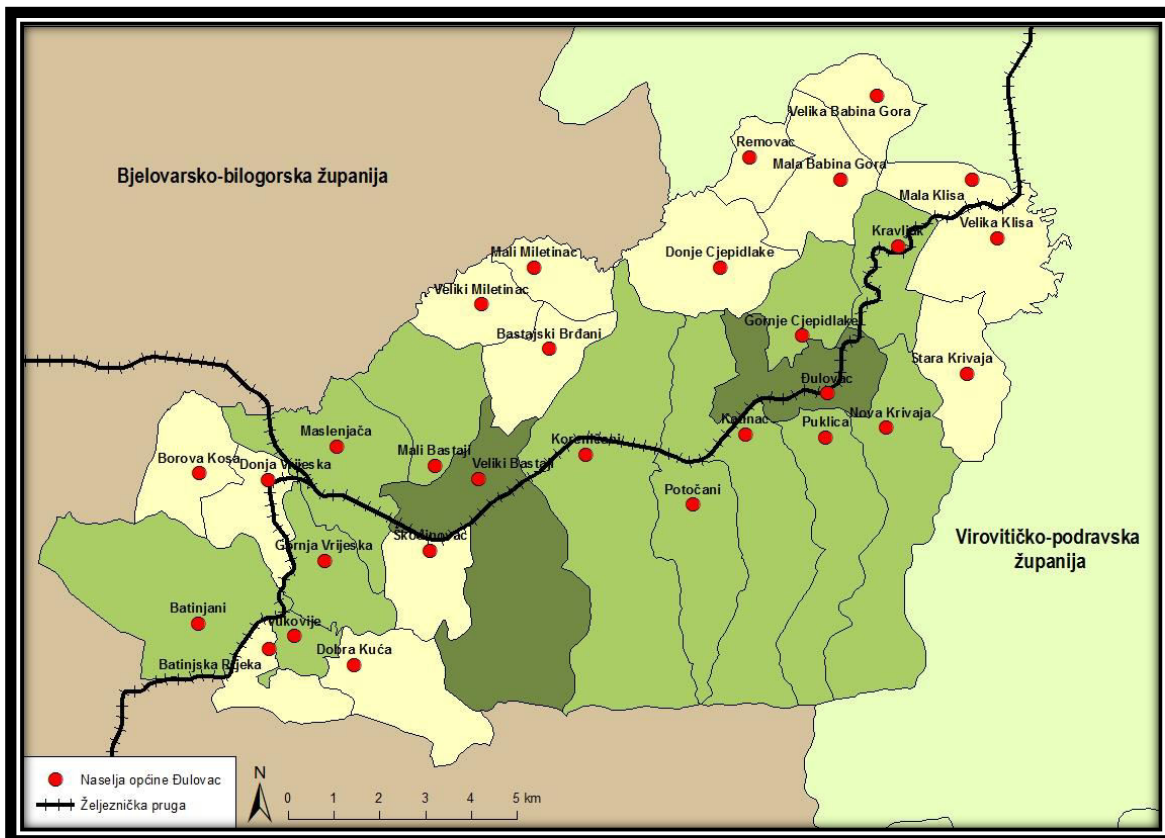 Velika Babina Gora
Removac
Mala Babina Gora
Bjelovarsko-bilogorska županija
Mala Klisa
Velika Klisa
Kravljak
Mali Miletinac
Donje Cjepidlake
Veliki Miletinac
Gornje Cjepidlake
Bastajski Brđani
Stara Krivaja
Đulovac
Nova Krivaja
Puklica
Katinac
Maslenjača
Koreničani
Mali Bastaji
Borova Kosa
Donja Vrijeska
Veliki Bastaji
Potočani
Škodinovac
Virovitičko-podravska
županija
Gornja Vrijeska
Batinjani
Vukovije
Dobra Kuća
Batinjska Rijeka
Naselja općine Đulovac
Željeznička pruga
N
0 1 2 3 4 5 km